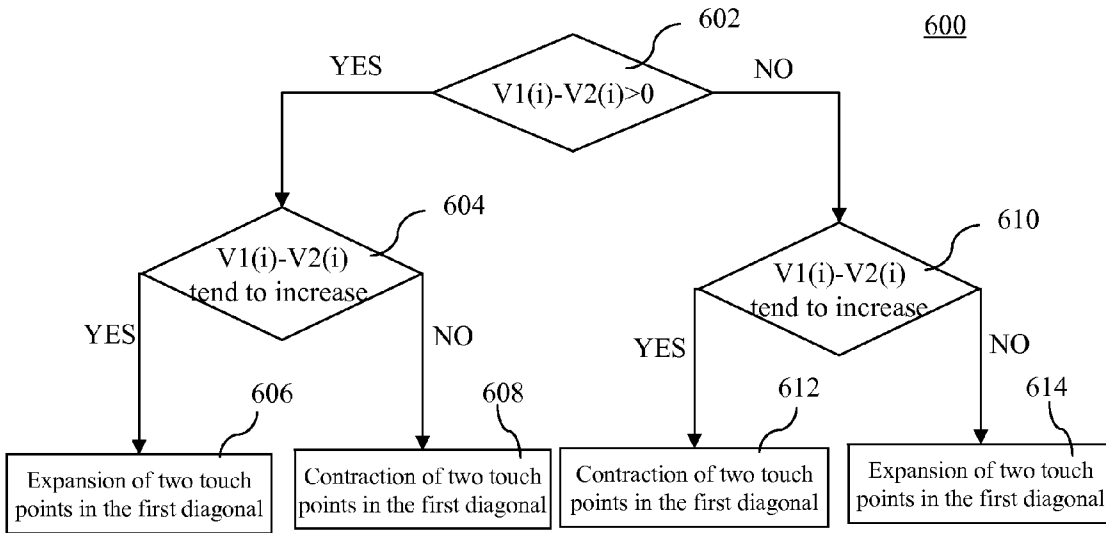 600
602
YES
NO
V1(i)-V2(i)>0
604
V1(i)-V2(i)
tend to increase
610
V1(i)-V2(i)
tend to increase
YES
NO
YES
NO
606
608
612
614
Expansion of two touch
points in the first diagonal
Contraction of two touch
points in the first diagonal
Contraction of two touch
points in the first diagonal
Expansion of two touch
points in the first diagonal